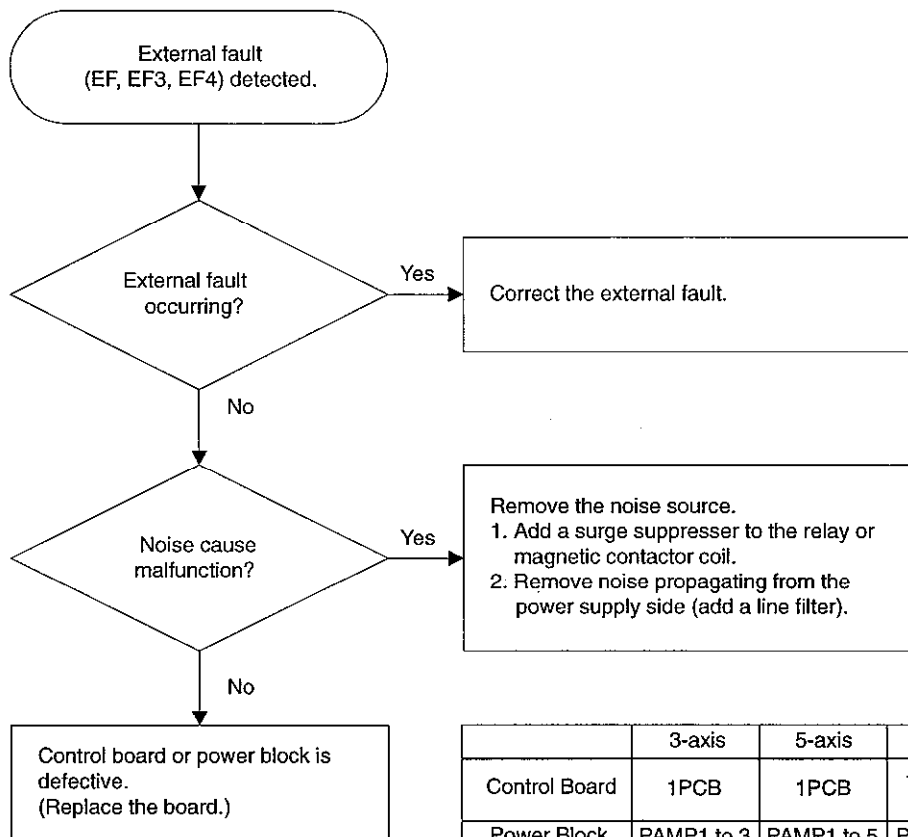 External fault
(EF, EF3, EF4) detected.
External fault
occurring?
Yes
Correct the external fault.
No
Noise cause
malfunction?
Yes
Remove the noise source.
1. Add a surge suppresser to the relay or
magnetic contactor coil.
2. Remove noise propagating from the
power supply side (add a line filter).
No
Control board or power block is
defective.
(Replace the board.)
3-axis 5-axis
Control Board 1PCB 1PCB
Power Block PAMP1 to 3 PAMP1 to 5